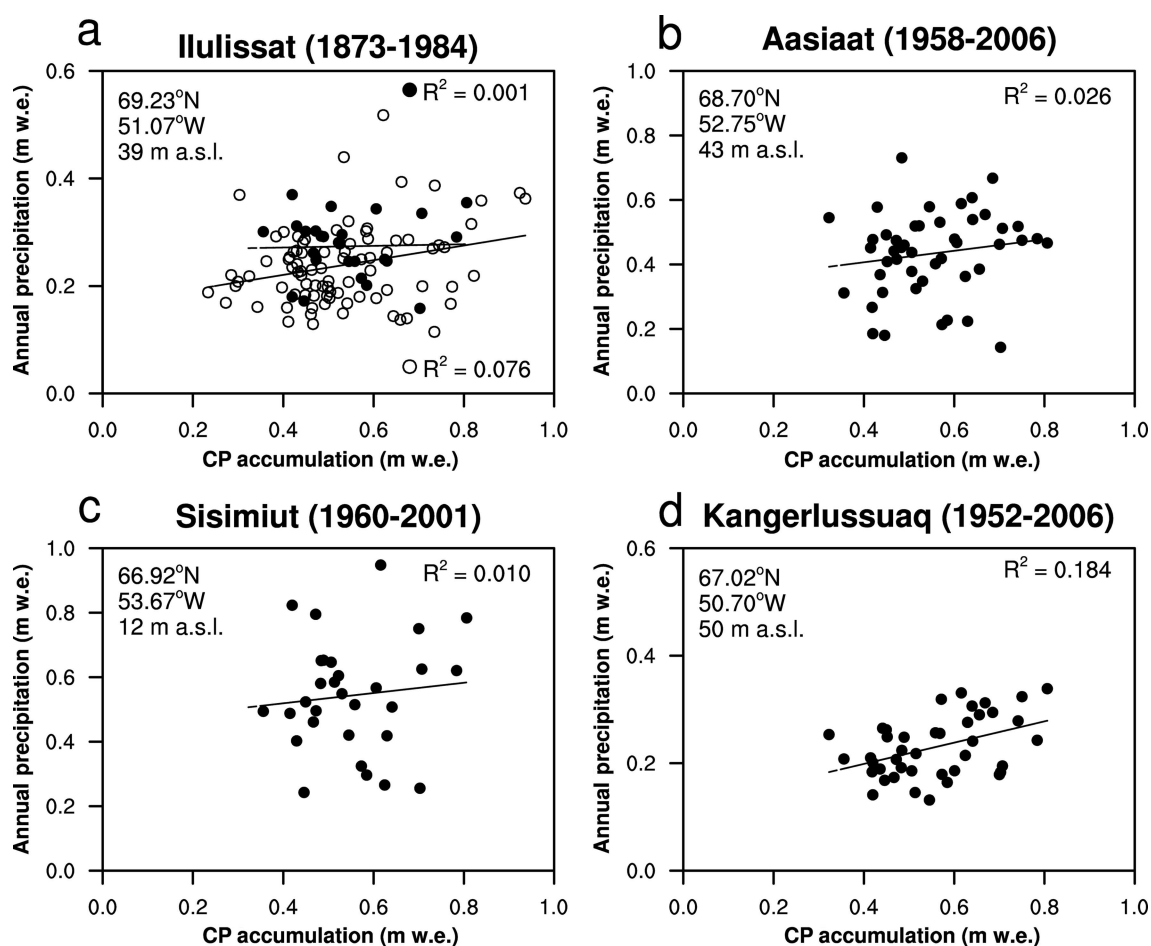 a
Ilulissat (1873-1984)
0.6
0.4
0.2
0.0
Annual precipitation (m w.e.)
69.23°N
51.07°W
39 m a.s.l.
R² = 0.001
R² = 0.076
0.0 0.2 0.4 0.6 0.8 1.0
CP accumulation (m w.e.)
b
Aasiaat (1958-2006)
1.0
0.8
0.6
0.4
0.2
0.0
Annual precipitation (m w.e.)
68.70°N
52.75°W
43 m a.s.l.
R² = 0.026
0.0 0.2 0.4 0.6 0.8 1.0
CP accumulation (m w.e.)
c
Sisimiut (1960-2001)
1.0
0.8
0.6
0.4
0.2
0.0
Annual precipitation (m w.e.)
66.92°N
53.67°W
12 m a.s.l.
R² = 0.010
0.0 0.2 0.4 0.6 0.8 1.0
CP accumulation (m w.e.)
d
Kangerlussuaq (1952-2006)
0.6
0.4
0.2
0.0
Annual precipitation (m w.e.)
67.02°N
50.70°W
50 m a.s.l.
R² = 0.184
0.0 0.2 0.4 0.6 0.8 1.0
CP accumulation (m w.e.)